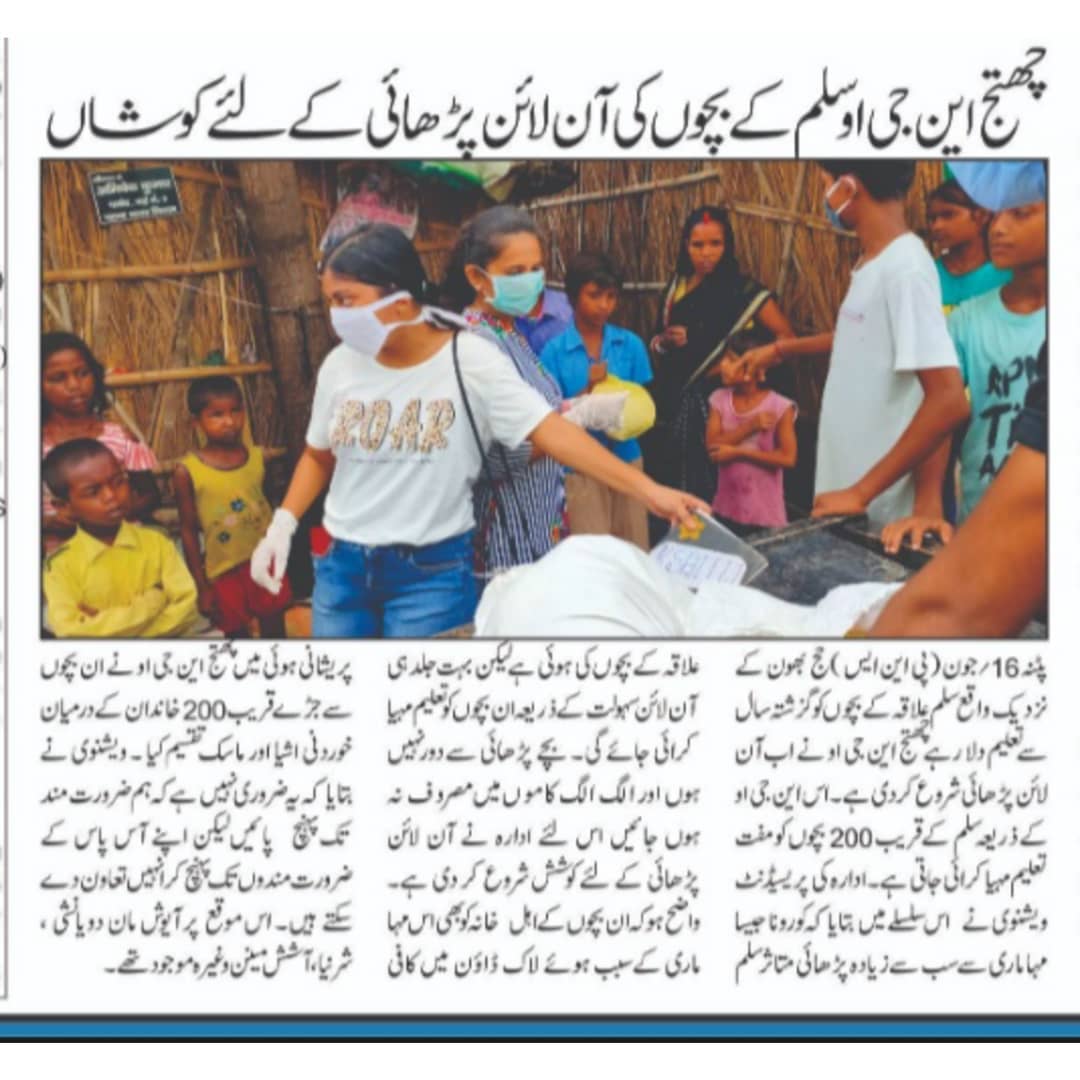 چھتج این جی او سلم کے بچوں کی آن لائن پڑھائی کے لئے کوشاں
ROAR
پٹنہ 16؍جون (پی این ایس) حج بھون کے
نزدیک واقع سلم علاقہ کے بچوں کو گزشتہ سال
سے تعلیم دلا رہے چھتج این جی او نے اب آن
لائن پڑھائی شروع کردی ہے۔ اس این جی او
کے ذریعہ سلم کے قریب 200 بچوں کو مفت
تعلیم مہیا کرائی جاتی ہے۔ ادارہ کی پریسڈنٹ
ویشنوی نے اس سلسلے میں بتایا کہ کورونا جیسا
مہاماری سے سب سے زیادہ پڑھائی متاثر سلم
علاقہ کے بچوں کی ہوئی ہے لیکن بہت جلد ہی
آن لائن سہولت کے ذریعہ ان بچوں کو تعلیم مہیا
کرائی جائے گی۔ بچے پڑھائی سے دور نہیں
ہوں اور الگ الگ کاموں میں مصروف نہ
ہوں جائیں اس لئے ادارہ نے آن لائن
پڑھائی کے لئے کوشش شروع کر دی ہے۔
واضح ہو کہ ان بچوں کے اہل خانہ کو بھی اس مہا
ماری کے سبب ہوئے لاک ڈاؤن میں کافی
پریشانی ہوئی میں چھتج این جی او نے ان بچوں
سے جڑے قریب 200 خاندان کے درمیان
خوردنی اشیا اور ماسک تقسیم کیا۔ ویشنوی نے
بتایا کہ یہ ضروری نہیں ہے کہ ہم ضرورت مند
تک پہنچ پائیں لیکن اپنے آس پاس کے
ضرورت مندوں تک پہنچ کر انہیں تعاون دے
سکتے ہیں۔ اس موقع پر آیوش مان دویانشی،
شرنیا، آشش مینن وغیرہ موجود تھے۔